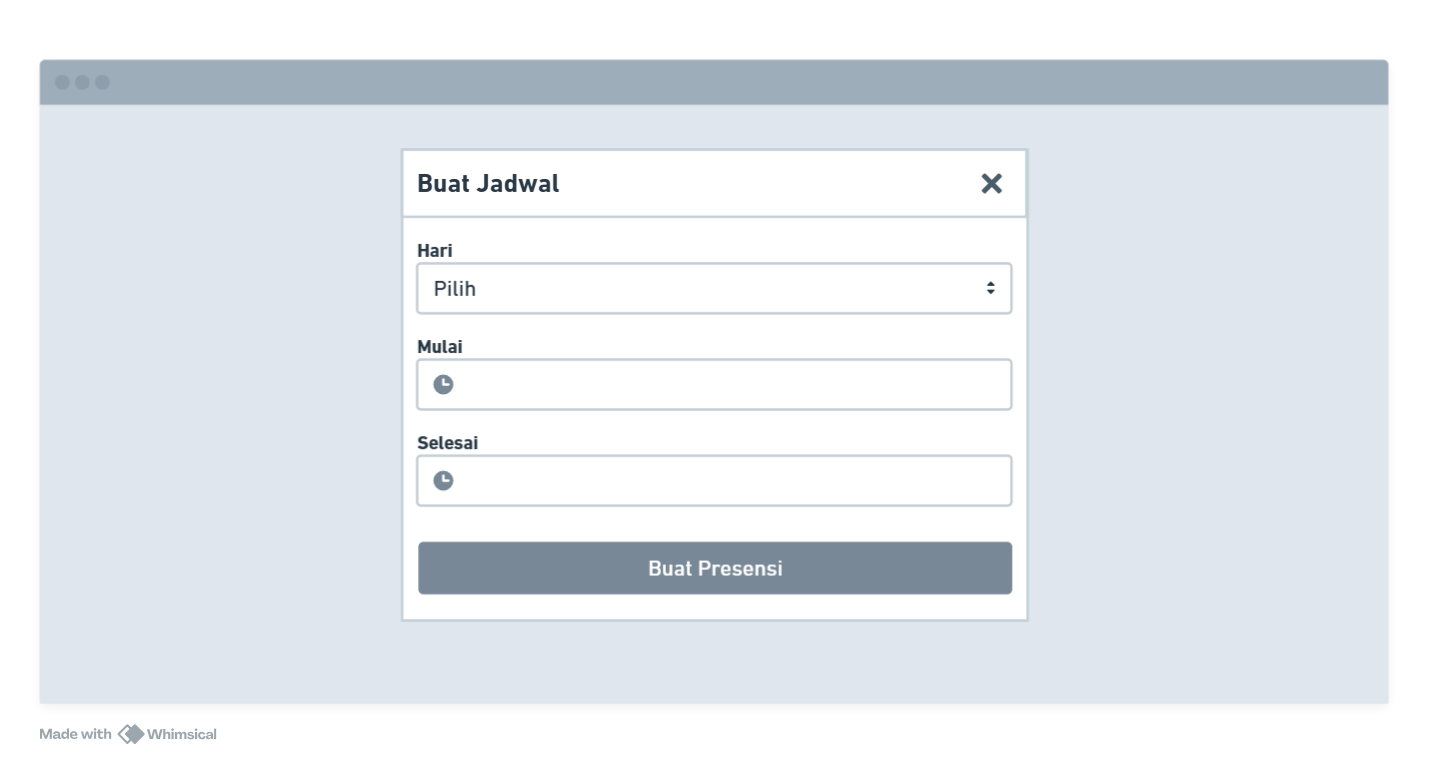 Buat Jadwal
Hari
Pilih
Mulai
Selesai
Buat Presensi
Made with Whimsical